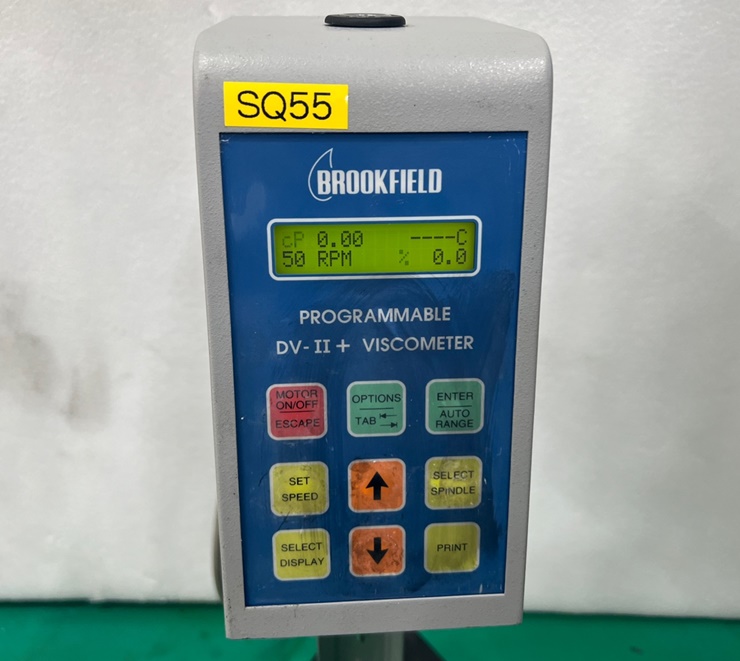 SQ55
BROOKFIELD
cP 0.00 ----C
50 RPM % 0.0
PROGRAMMABLE
DV-II+ VISCOMETER
MOTOR
ON/OFF
ESCAPE
OPTIONS
TAB
ENTER
AUTO
RANGE
SET
SPEED
SELECT
SPINDLE
SELECT
DISPLAY
PRINT